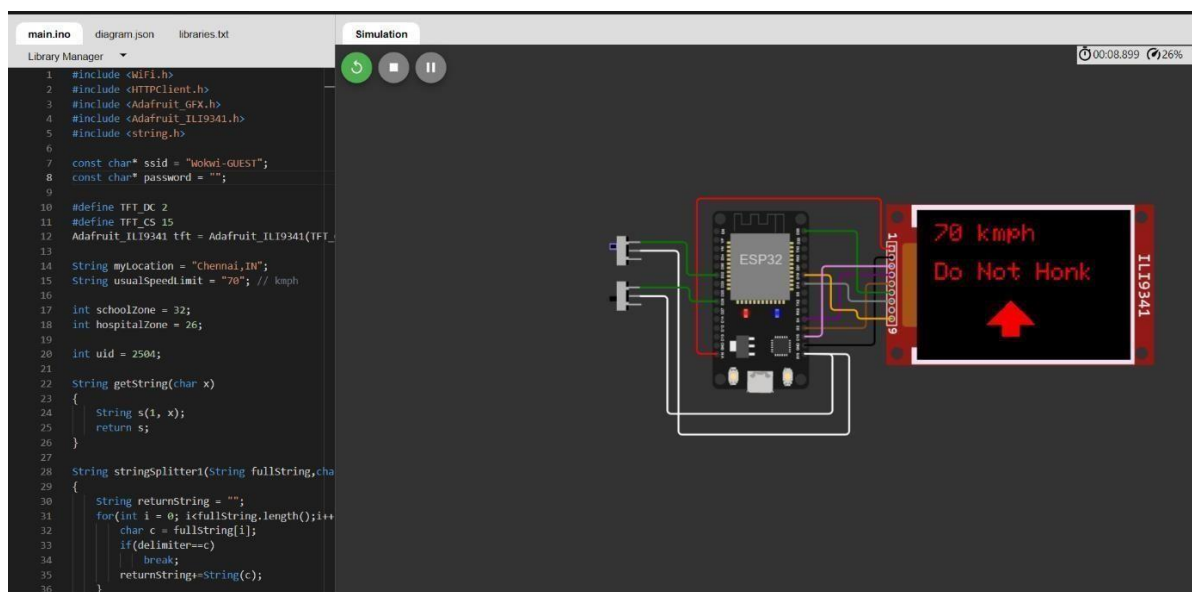 main.ino diagram.json libraries.txt
Library Manager
1 #include <WiFi.h>
2 #include <HTTPClient.h>
3 #include <Adafruit_GFX.h>
4 #include <Adafruit_ILI9341.h>
5 #include <string.h>
6
7 const char* ssid = "Wokwi-GUEST";
8 const char* password = "";
9
10 #define TFT_DC 2
11 #define TFT_CS 15
12 Adafruit_ILI9341 tft = Adafruit_ILI9341(TFT_
13
14 String myLocation = "Chennai,IN";
15 String usualSpeedLimit = "70"; // kmph
16
17 int schoolZone = 32;
18 int hospitalZone = 26;
19
20 int uid = 2504;
21
22 String getString(char x)
23 {
24 String s(1, x);
25 return s;
26 }
27
28 String stringSplitter1(String fullString,cha
29 {
30 String returnString = "";
31 for(int i = 0; i<fullString.length();i++
32 char c = fullString[i];
33 if(delimiter==c)
34 break;
35 returnString+=String(c);
36 }
Simulation
00:08.899 26%
ESP32
1
9
70 kmph
Do Not Honk
ILI9341